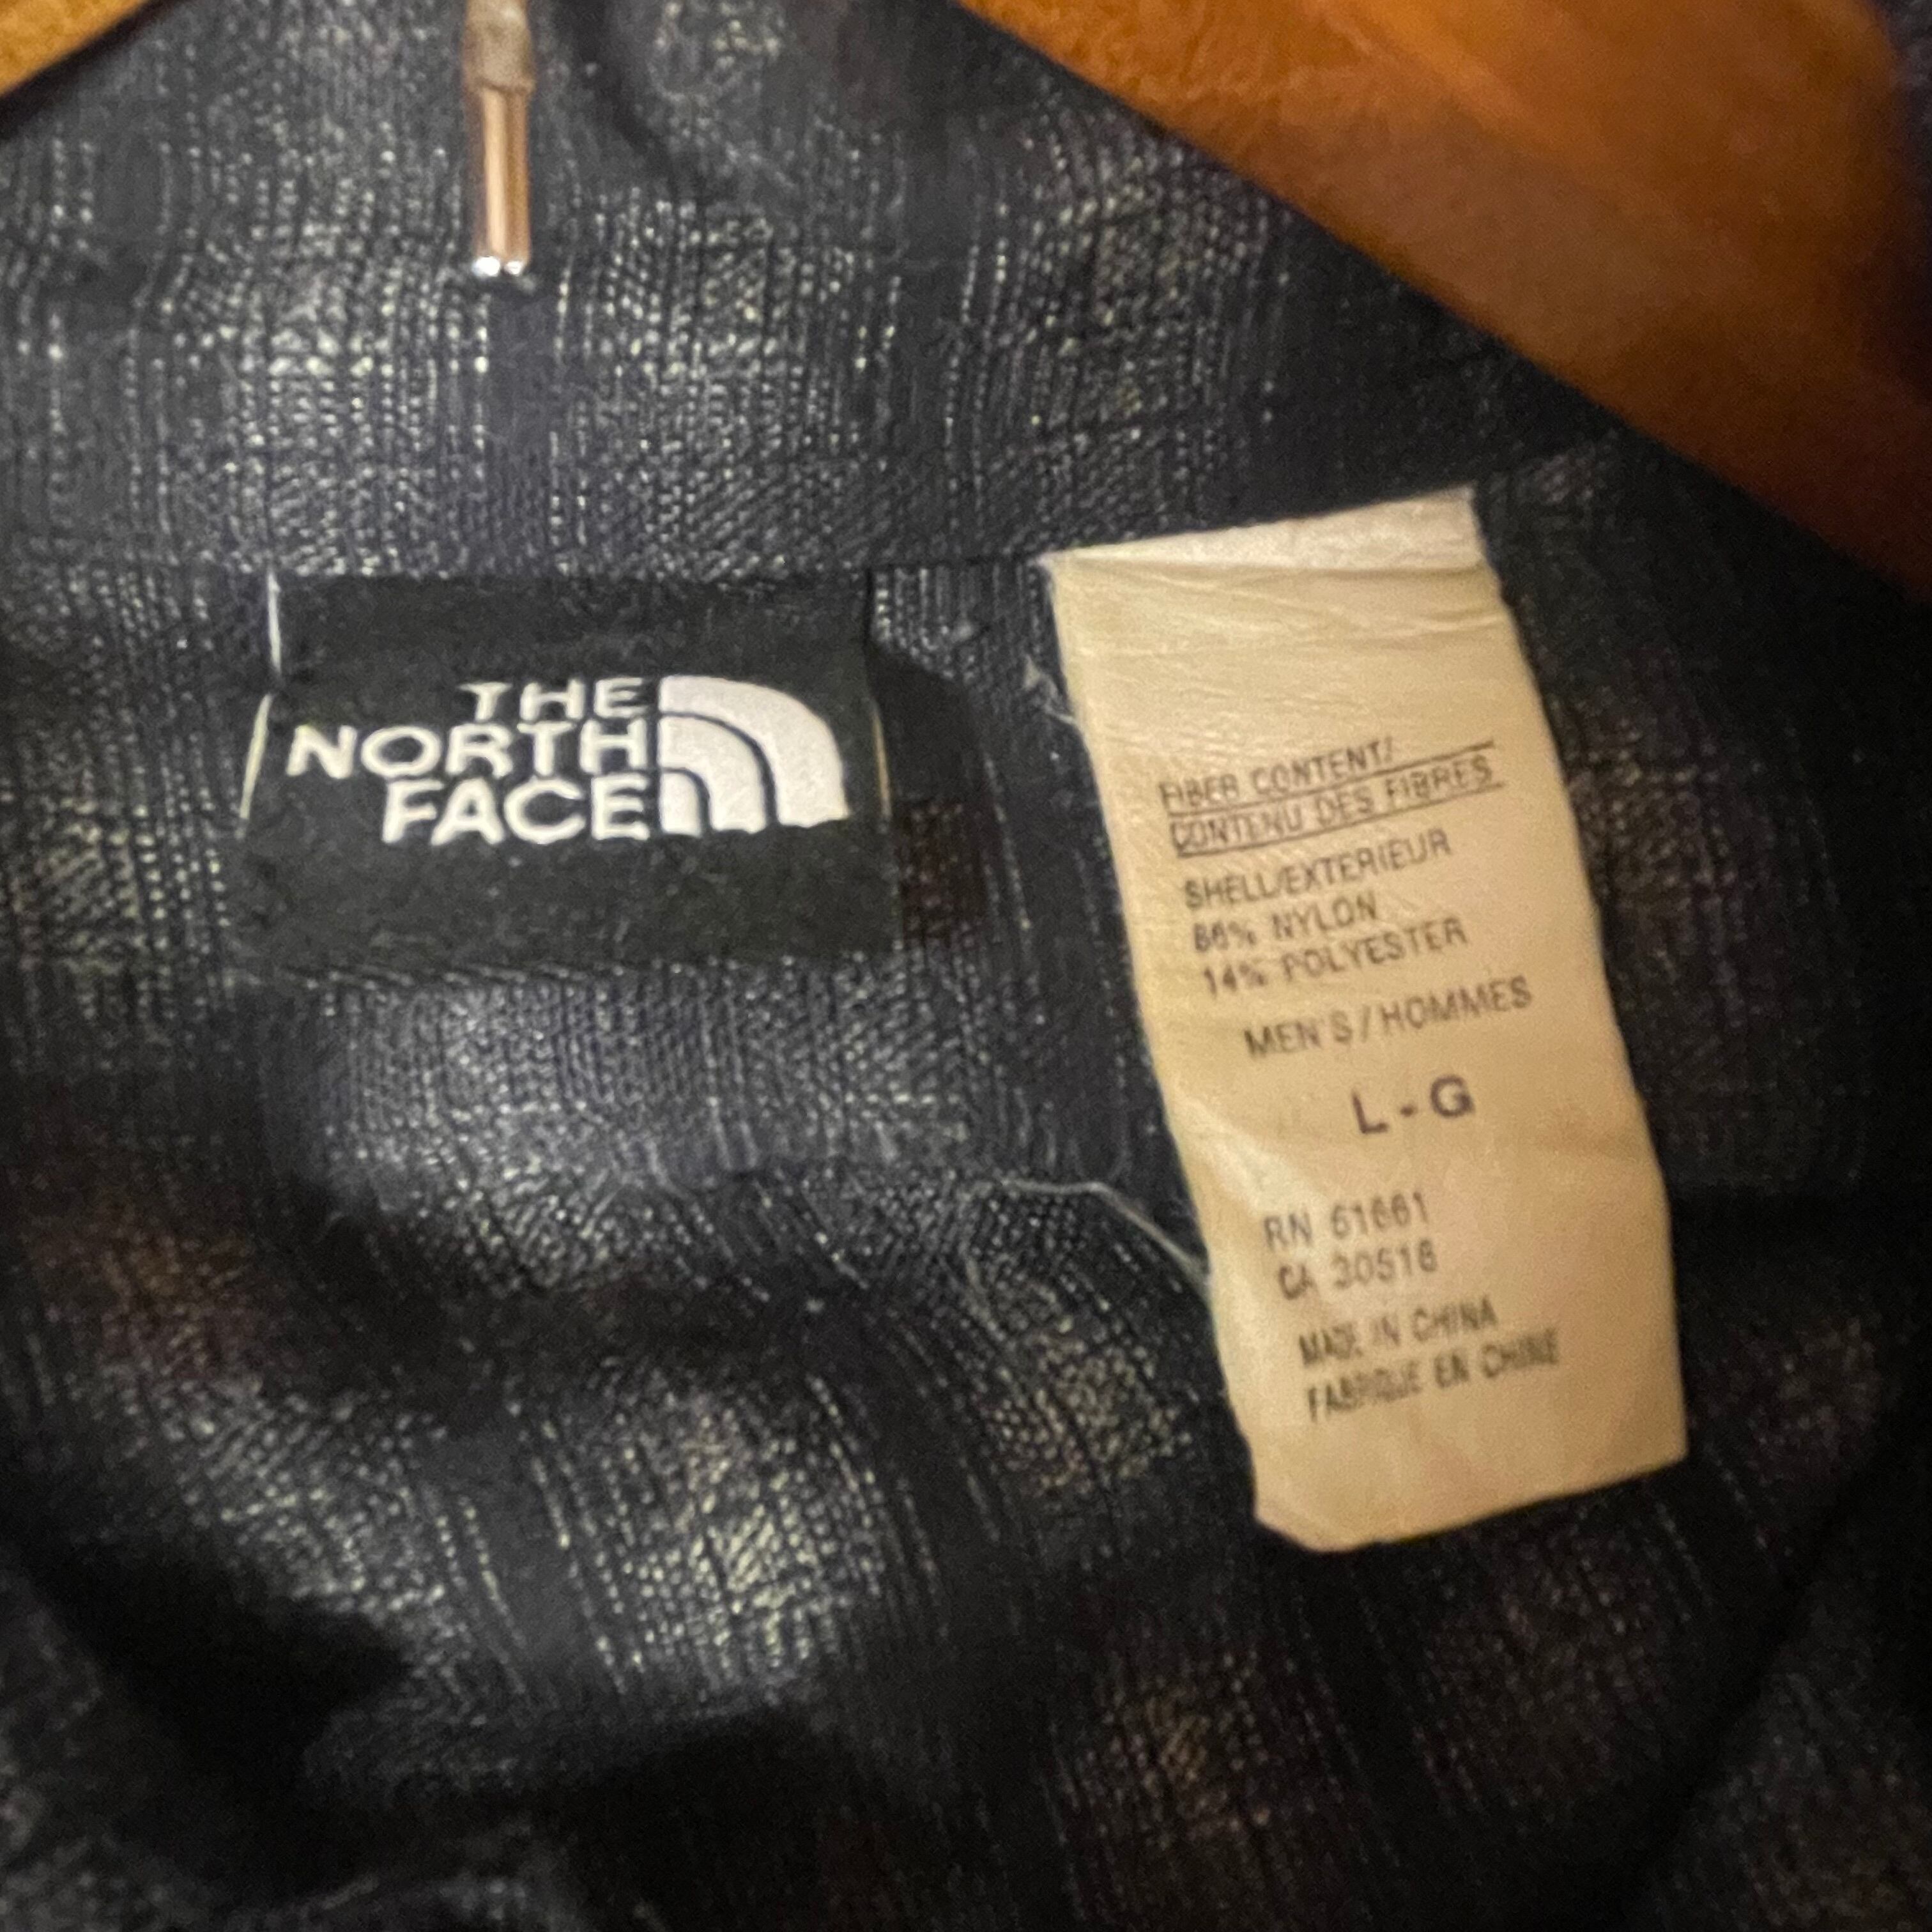 THE
NORTH
FACE
FIBER CONTENT/
CONTENU DES FIBRES
SHELL/EXTERIEUR
86% NYLON
14% POLYESTER
MEN'S / HOMMES
L - G
RN 61661
CA 30516
MADE IN CHINA
FABRIQUE EN CHINE